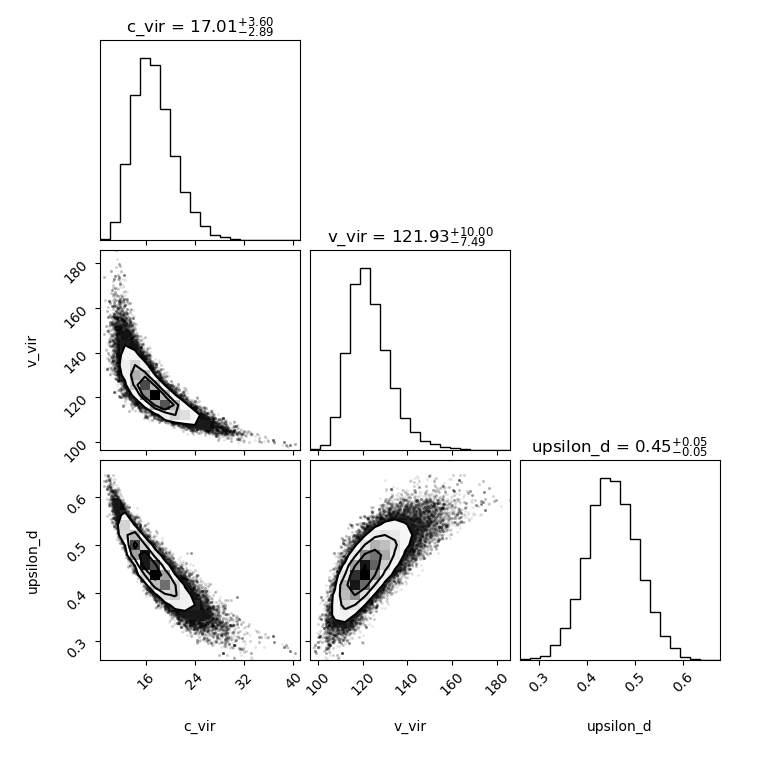 c_vir = 17.01+3.60−2.89
v_vir = 121.93+10.00−7.49
upsilon_d = 0.45+0.05−0.05
180
160
140
120
100
v_vir
0.6
0.5
0.4
0.3
upsilon_d
16 24 32 40
100 120 140 160 180
0.3 0.4 0.5 0.6
c_vir
v_vir
upsilon_d